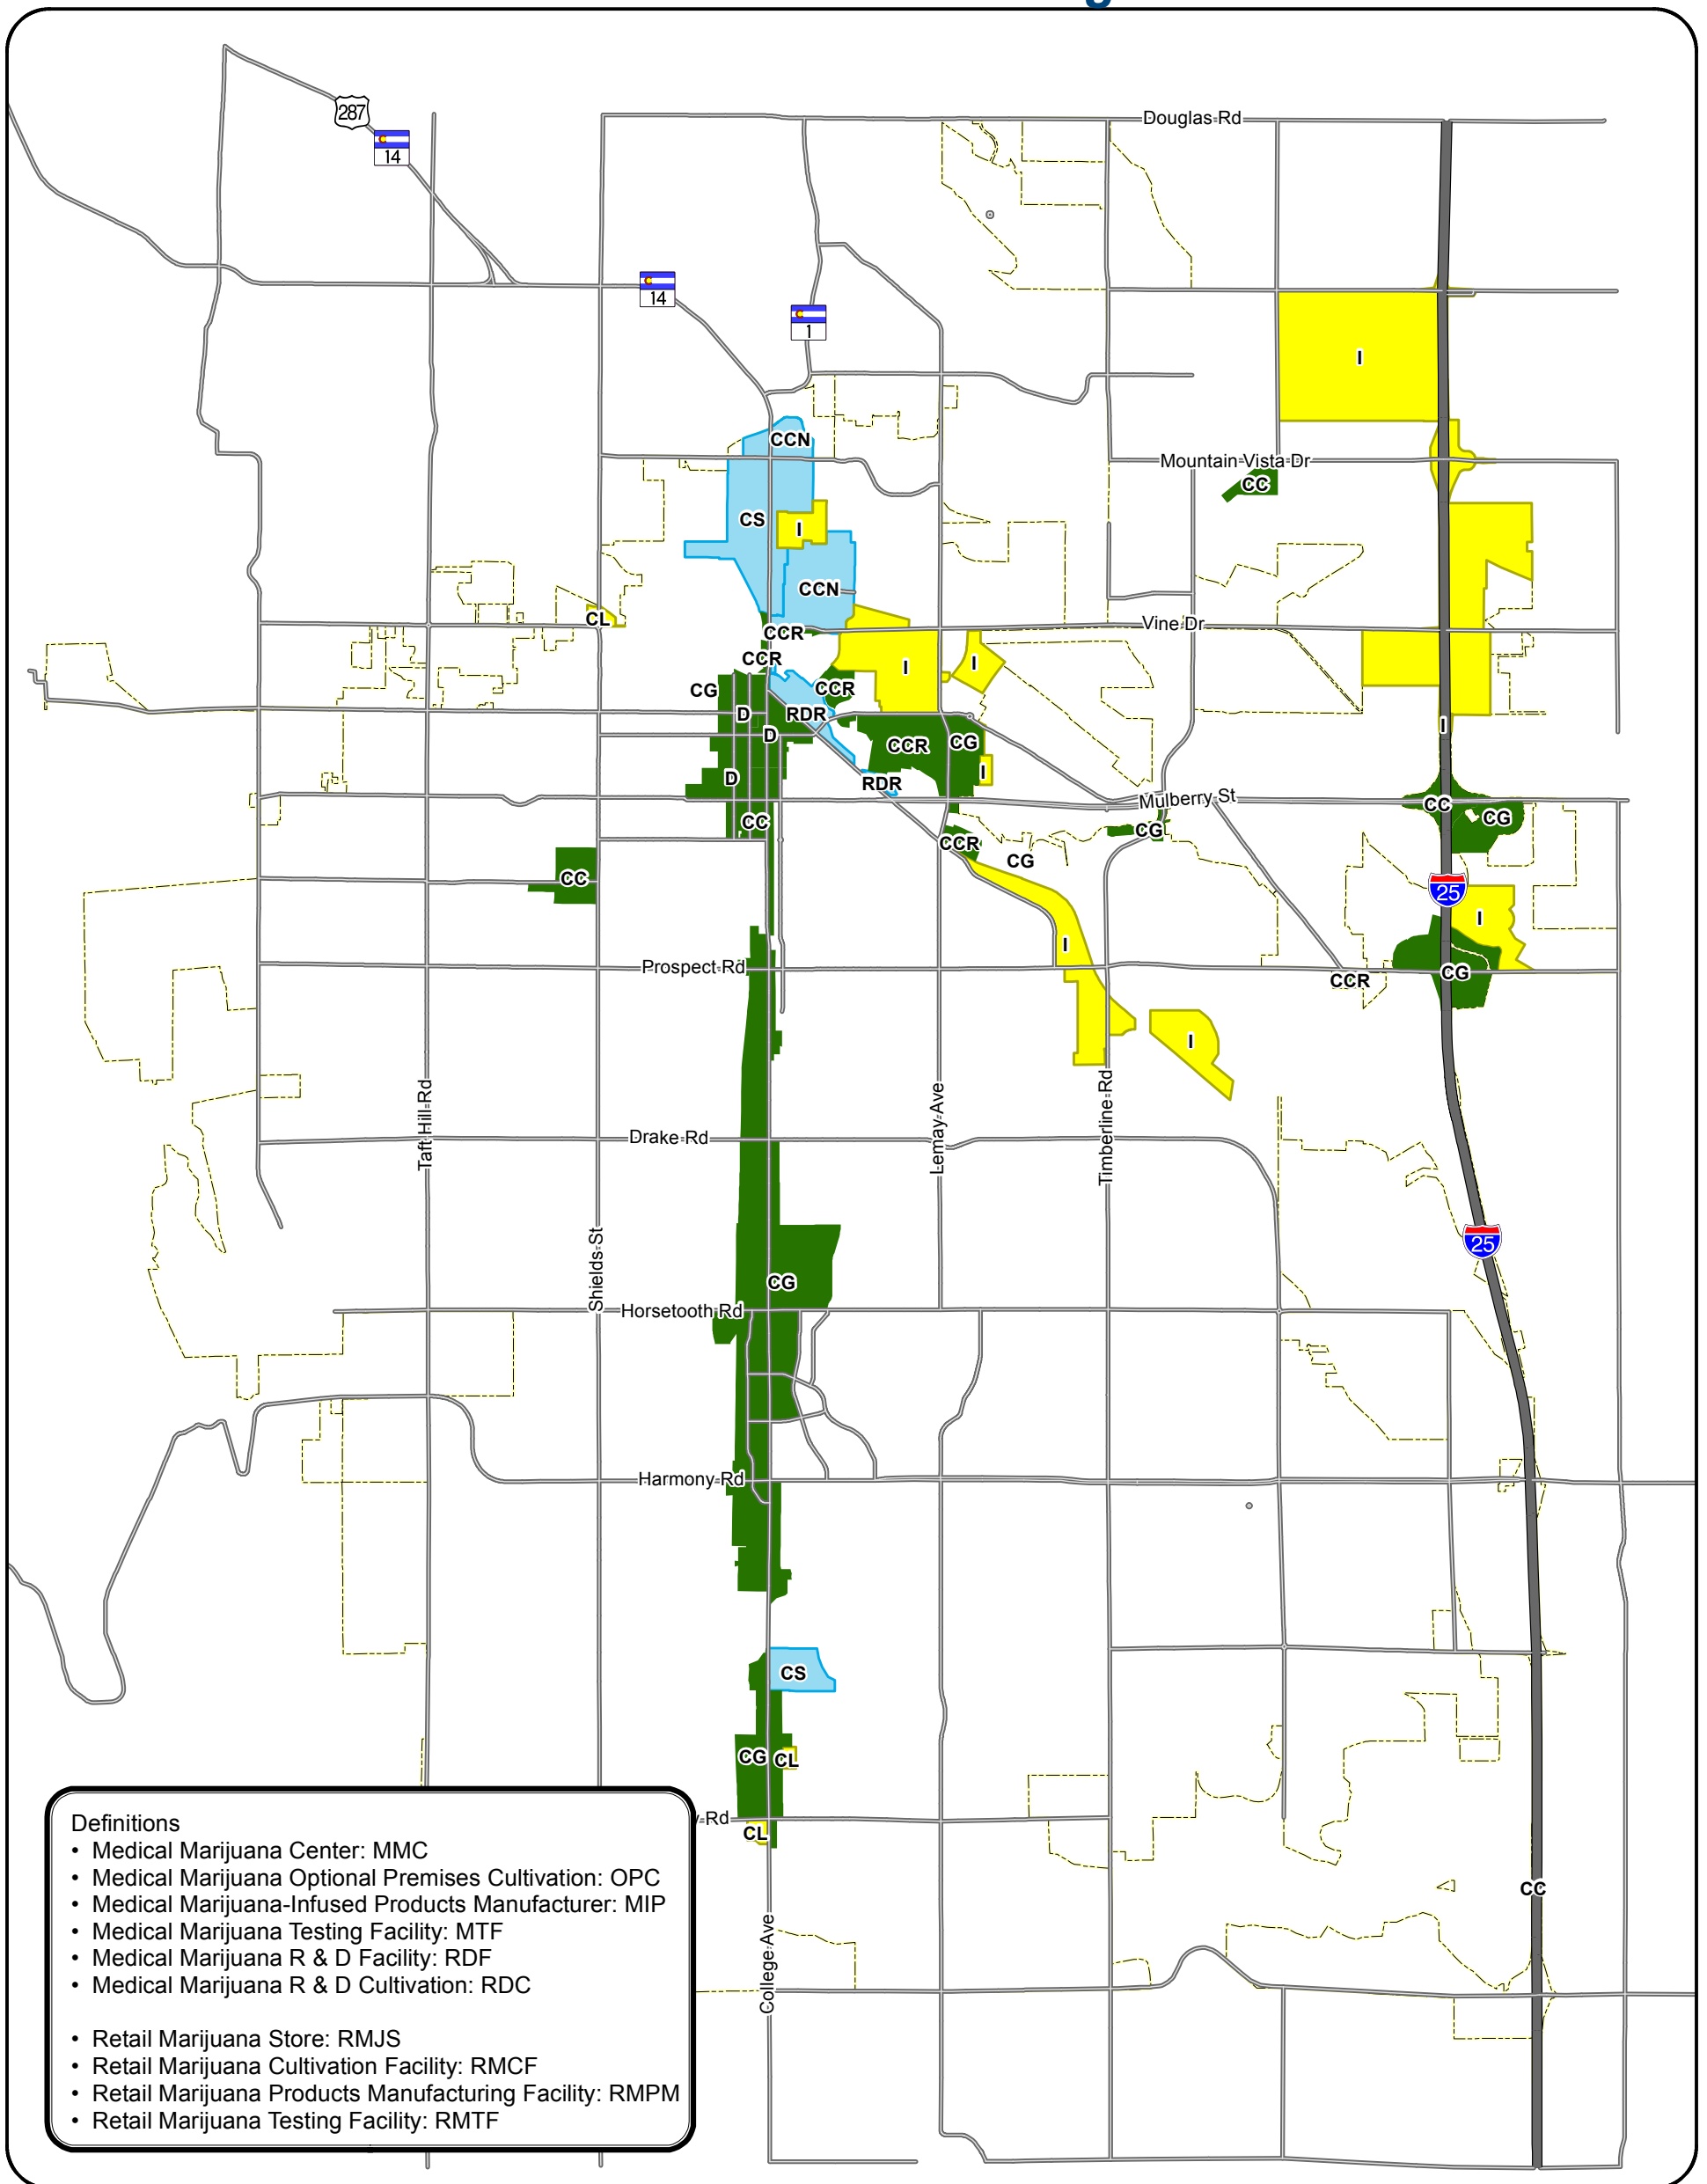 287
14
Douglas Rd
14
1
I
CCN
Mountain Vista Dr
CC
CS
I
CCN
CL
Vine Dr
CCR
CCR
I
I
CG
CCR
D
RDR
I
D
CCR
CG
D
I
RDR
Mulberry St
CC
CG
CC
CG
CCR
CG
CC
25
I
I
Prospect Rd
CG
CCR
I
Taft Hill Rd
Lemay Ave
Timberline Rd
Drake Rd
25
Shields St
CG
Horsetooth Rd
Harmony Rd
CS
CG
CL
Rd
CL
CC
College Ave
Definitions
• Medical Marijuana Center: MMC
• Medical Marijuana Optional Premises Cultivation: OPC
• Medical Marijuana-Infused Products Manufacturer: MIP
• Medical Marijuana Testing Facility: MTF
• Medical Marijuana R & D Facility: RDF
• Medical Marijuana R & D Cultivation: RDC
• Retail Marijuana Store: RMJS
• Retail Marijuana Cultivation Facility: RMCF
• Retail Marijuana Products Manufacturing Facility: RMPM
• Retail Marijuana Testing Facility: RMTF